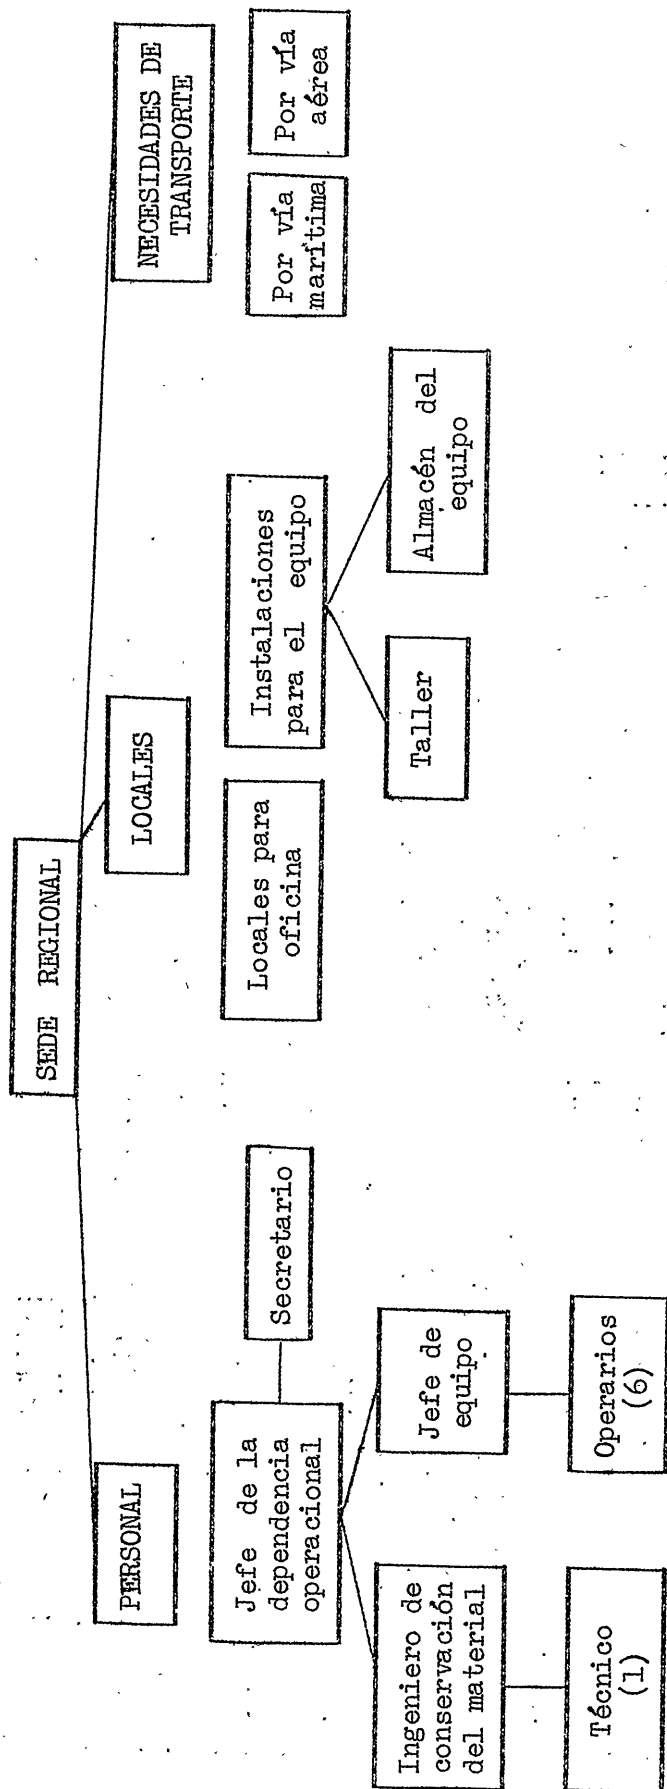 SEDE REGIONAL
PERSONAL
LOCALES
NECESIDADES DE
TRANSPORTE
Jefe de la
dependencia
operacional
Secretario
Locales para
oficina
Instalaciones
para el equipo
Por vía
marítima
Por vía
aérea
Ingeniero de
conservación
del material
Jefe de
equipo
Taller
Almacén del
equipo
Técnico
(1)
Operarios
(6)